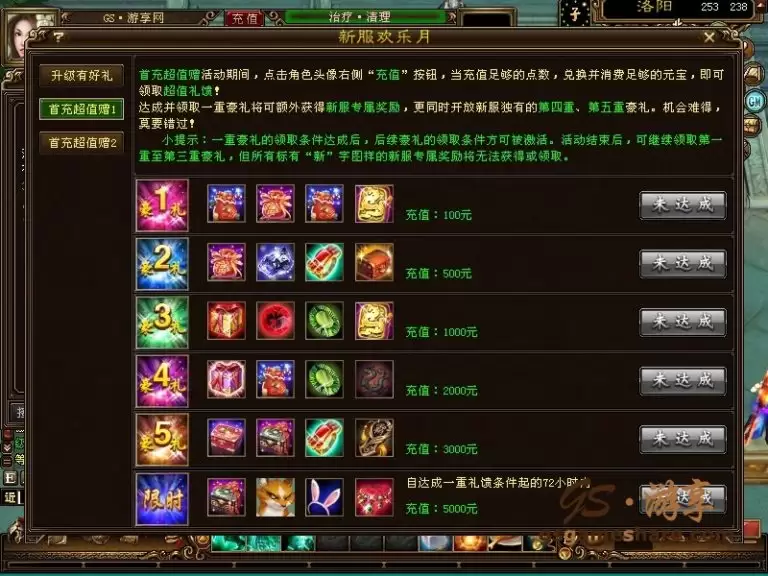 GS·游享网
充值
治疗·清理
洛阳
253 238
?
新服欢乐月
升级有好礼
首充超值赠1
首充超值赠2
首充超值赠活动期间，点击角色头像右侧“充值”按钮，当充值足够的点数，兑换并消费足够的元宝，即可
领取超值礼馈！
达成并领取一重豪礼将可额外获得新服专属奖励，更同时开放新服独有的第四重、第五重豪礼。机会难得，
莫要错过！
小提示：一重豪礼的领取条件达成后，后续豪礼的领取条件方可被激活。活动结束后，可继续领取第一
重至第三重豪礼，但所有标有“新”字图样的新服专属奖励将无法获得或领取。
1
豪礼
充值：100元
未达成
2
豪礼
充值：500元
未达成
3
豪礼
充值：1000元
未达成
4
豪礼
充值：2000元
未达成
5
豪礼
充值：3000元
未达成
限时
自达成一重礼馈条件起的72小时内
充值：5000元
GS·游享